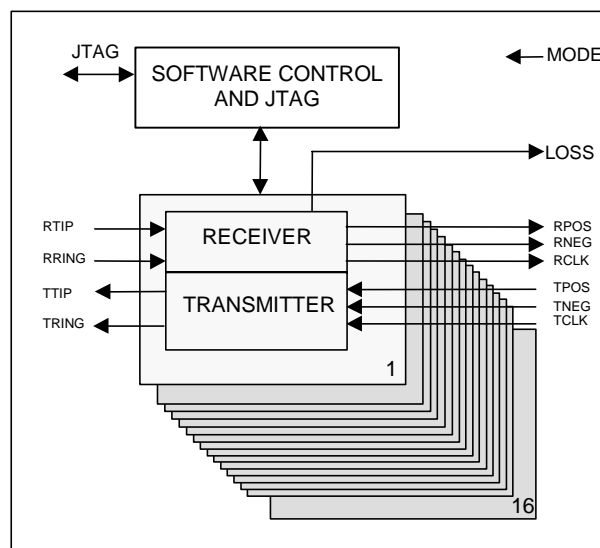 JTAG
SOFTWARE CONTROL
AND JTAG
MODE
LOSS
RTIP
RRING
TTIP
TRING
RECEIVER
TRANSMITTER
RPOS
RNEG
RCLK
TPOS
TNEG
TCLK
1
16